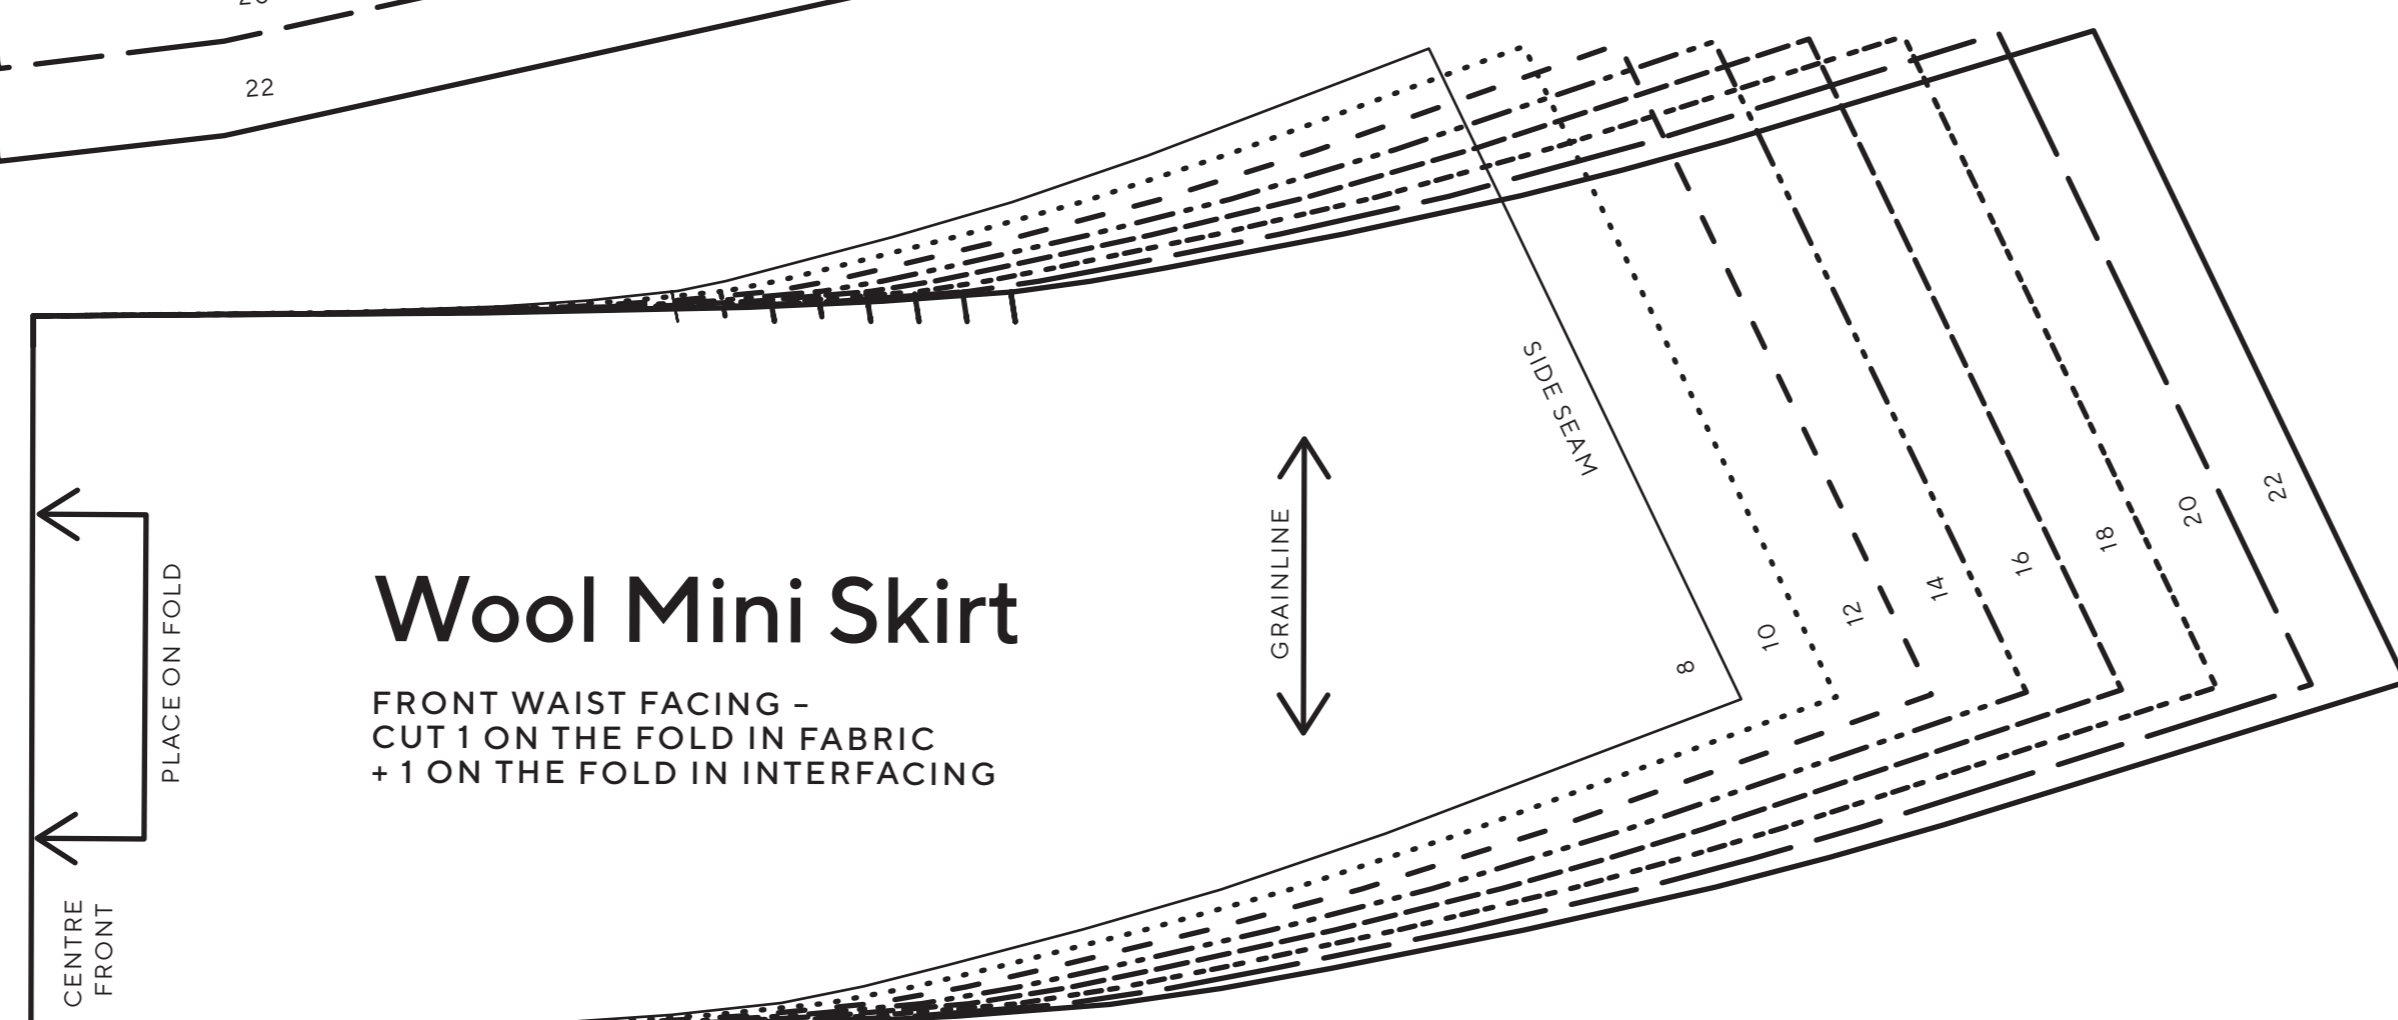 22
SIDE SEAM
GRAINLINE
PLACE ON FOLD
Wool Mini Skirt
FRONT WAIST FACING –
CUT 1 ON THE FOLD IN FABRIC
+ 1 ON THE FOLD IN INTERFACING
CENTRE
FRONT
8
10
12
14
16
18
20
22